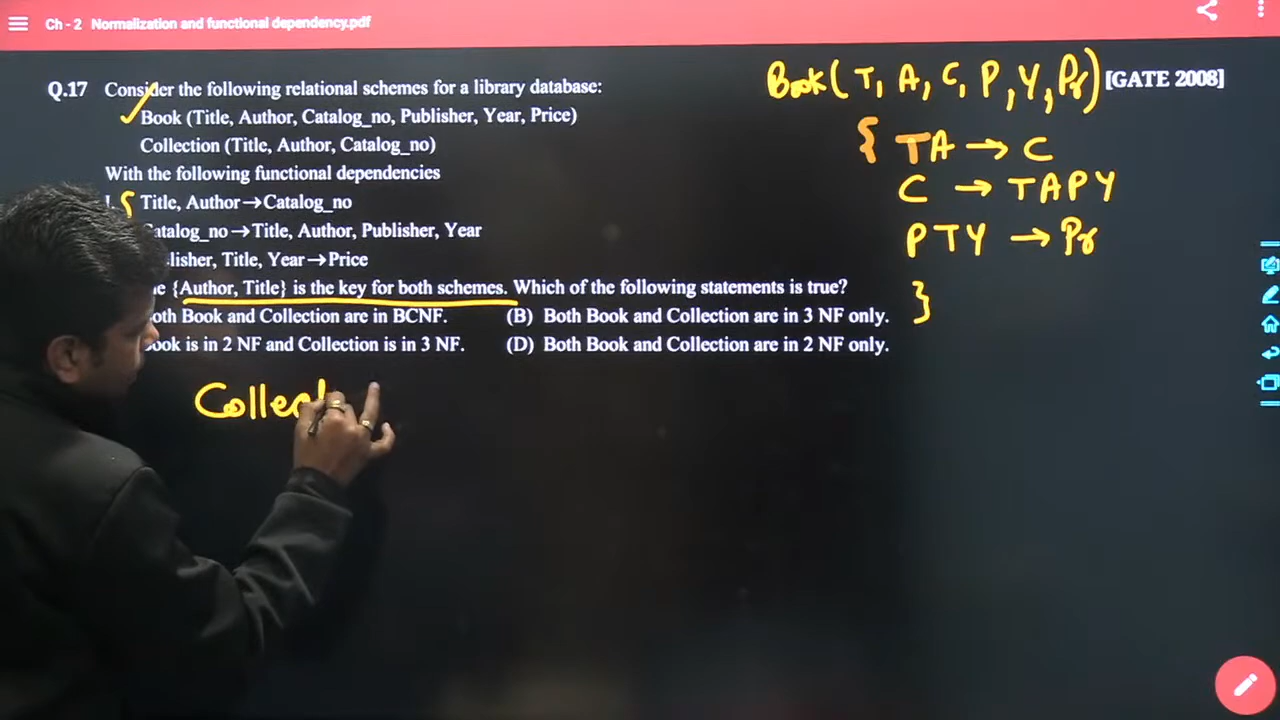 Ch - 2 Normalization and functional dependency.pdf
Q.17 Consider the following relational schemes for a library database: [GATE 2008]
Book (Title, Author, Catalog_no, Publisher, Year, Price)
Collection (Title, Author, Catalog_no)
With the following functional dependencies
I. Title, Author→Catalog_no
Catalog_no→Title, Author, Publisher, Year
lisher, Title, Year→Price
{Author, Title} is the key for both schemes. Which of the following statements is true?
oth Book and Collection are in BCNF. (B) Both Book and Collection are in 3 NF only.
Book is in 2 NF and Collection is in 3 NF. (D) Both Book and Collection are in 2 NF only.
Book(T, A, C, P, Y, Pr)
{ TA → C
C → TAPY
PTY → Pr
}
Collect